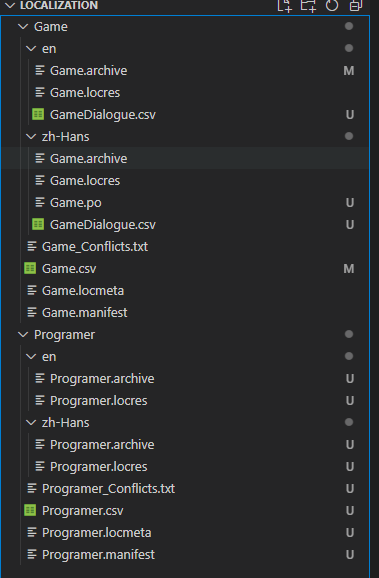 LOCALIZATION
Game
en
Game.archive M
Game.locres
GameDialogue.csv U
zh-Hans
Game.archive
Game.locres
Game.po U
GameDialogue.csv U
Game_Conflicts.txt
Game.csv M
Game.locmeta
Game.manifest
Programer
en
Programer.archive U
Programer.locres U
zh-Hans
Programer.archive U
Programer.locres U
Programer_Conflicts.txt U
Programer.csv U
Programer.locmeta U
Programer.manifest U